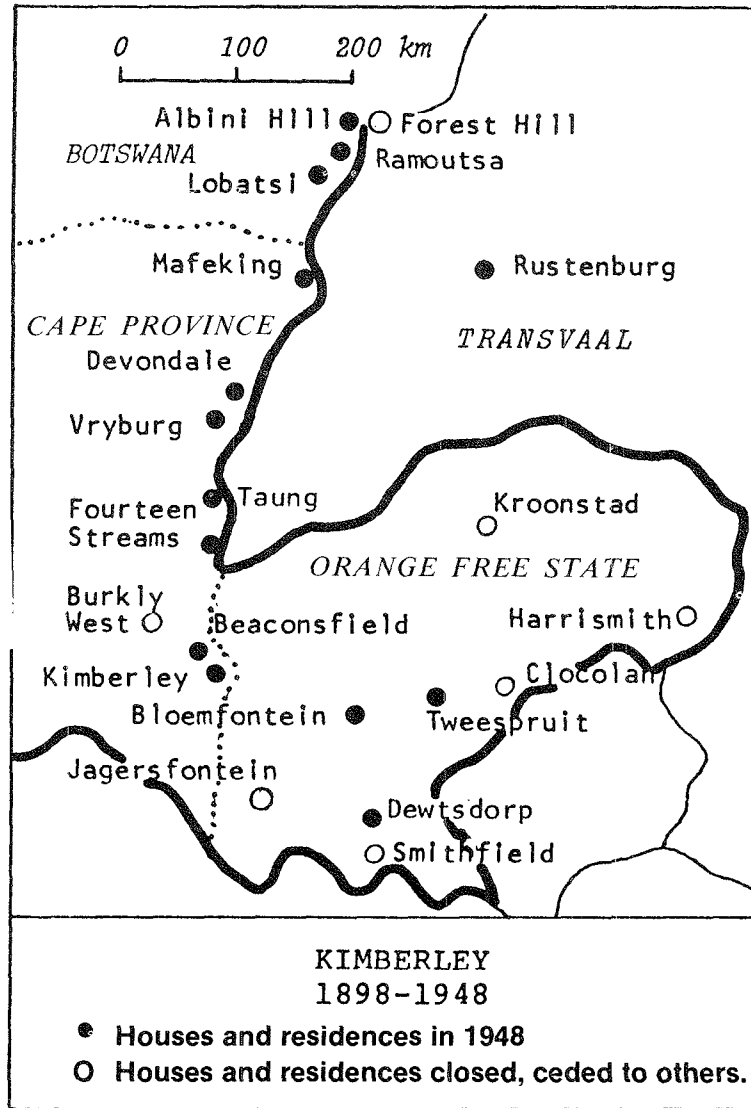 0 100 200 km
Albini Hill
Forest Hill
BOTSWANA
Ramoutsa
Lobatsi
Mafeking
Rustenburg
CAPE PROVINCE
TRANSVAAL
Devondale
Vryburg
Taung
Fourteen
Streams
Kroonstad
ORANGE FREE STATE
Burkly
West
Beaconsfield
Harrismith
Kimberley
Clocolan
Bloemfontein
Tweespruit
Jagersfontein
Dewtsdorp
Smithfield
KIMBERLEY
1898-1948
Houses and residences in 1948
Houses and residences closed, ceded to others.